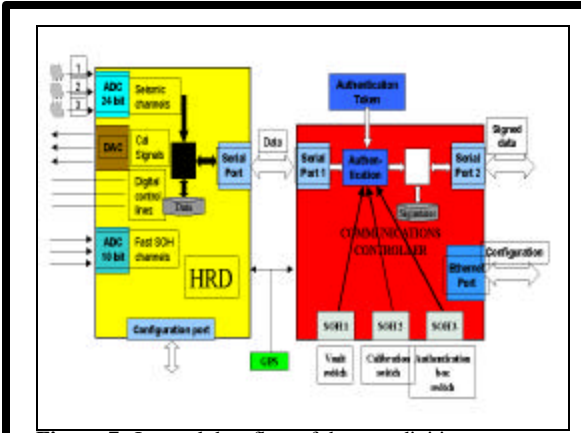 1
2
3
ADC
24 bit
Seismic
channels
DAC
Cal
Signals
Digital
control
lines
ADC
10 bit
Fast SOH
channels
HRD
Data
Serial
Port
Configuration port
Data
GPS
Authentication
Token
Serial
Port 1
Authen-
tication
Signature
COMMUNICATIONS
CONTROLLER
Serial
Port 2
Signed
data
Ethernet
Port
Configuration
SOH1
SOH2
SOH3
Vault
switch
Calibration
switch
Authentication
box
switch